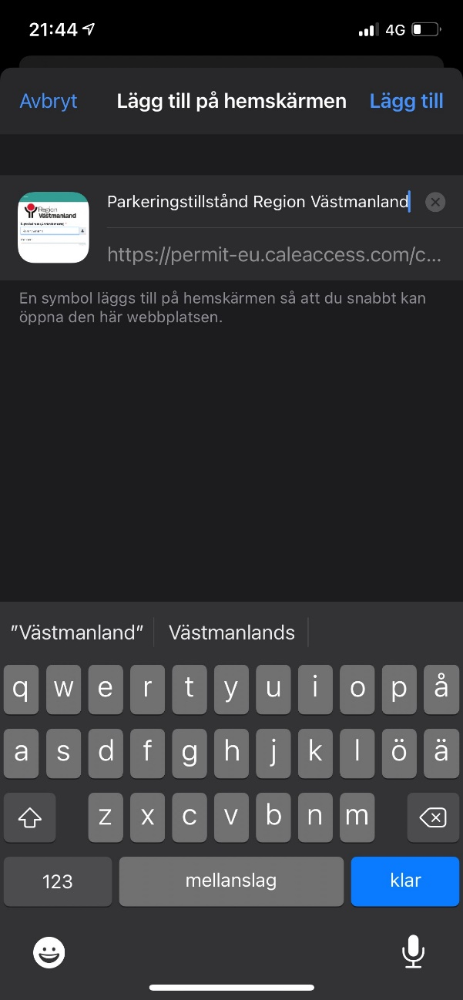 21:44
4G
Avbryt
Lägg till på hemskärmen
Lägg till
Region
Västmanland
Parkeringstillstånd Region Västmanland
https://permit-eu.caleaccess.com/c...
En symbol läggs till på hemskärmen så att du snabbt kan
öppna den här webbplatsen.
"Västmanland"
Västmanlands
q w e r t y u i o p å
a s d f g h j k l ö ä
z x c v b n m
123
mellanslag
klar